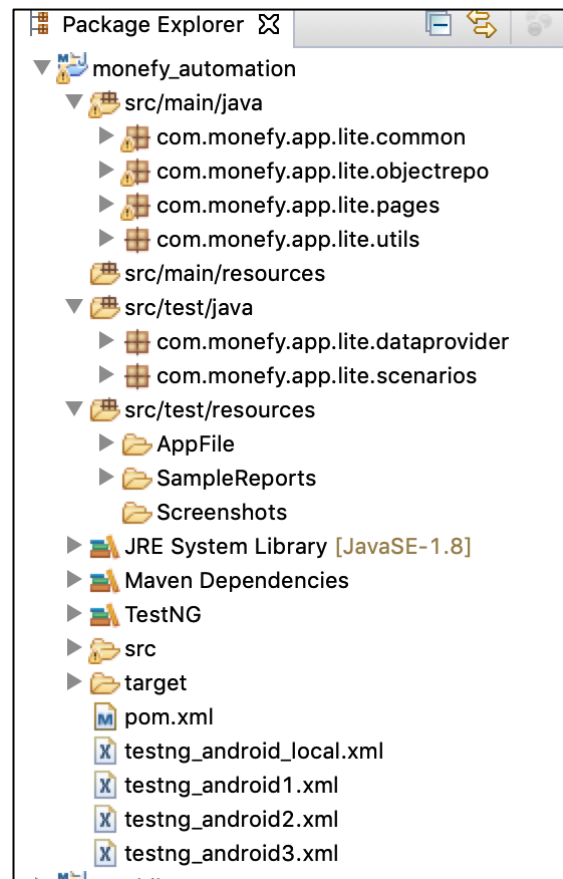 Package Explorer
monefy_automation
src/main/java
com.monefy.app.lite.common
com.monefy.app.lite.objectrepo
com.monefy.app.lite.pages
com.monefy.app.lite.utils
src/main/resources
src/test/java
com.monefy.app.lite.dataprovider
com.monefy.app.lite.scenarios
src/test/resources
AppFile
SampleReports
Screenshots
JRE System Library [JavaSE-1.8]
Maven Dependencies
TestNG
src
target
pom.xml
testng_android_local.xml
testng_android1.xml
testng_android2.xml
testng_android3.xml